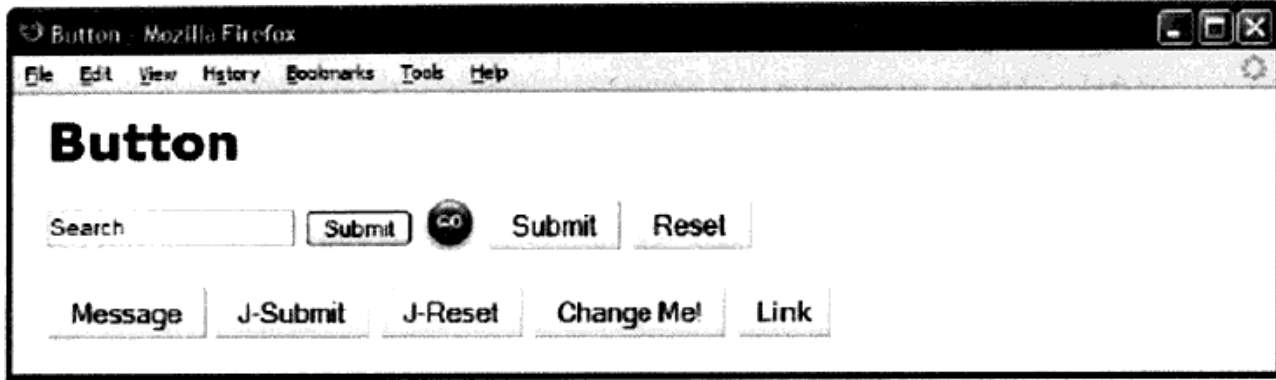 Button - Mozilla Firefox
File Edit View History Bookmarks Tools Help
Button
Search Submit GO Submit Reset
Message J-Submit J-Reset Change Me! Link